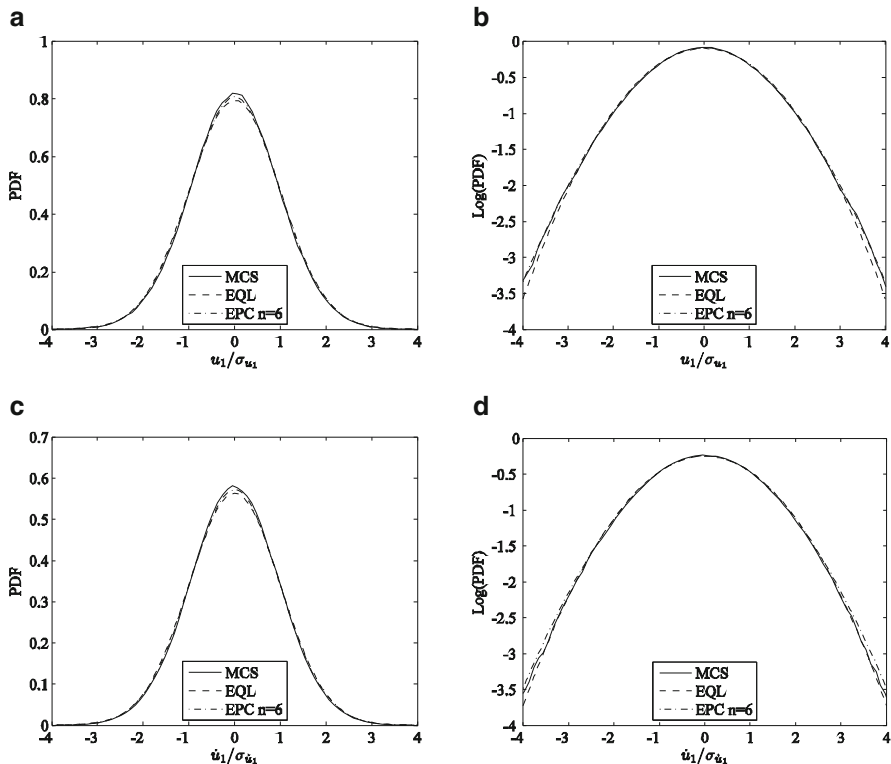 a
1
0.8
0.6
0.4
0.2
0
PDF
MCS
EQL
EPC n=6
-4 -3 -2 -1 0 1 2 3 4
u₁/σᵤ₁
b
0
-0.5
-1
-1.5
-2
-2.5
-3
-3.5
-4
Log(PDF)
MCS
EQL
EPC n=6
-4 -3 -2 -1 0 1 2 3 4
u₁/σᵤ₁
c
0.7
0.6
0.5
0.4
0.3
0.2
0.1
0
PDF
MCS
EQL
EPC n=6
-4 -3 -2 -1 0 1 2 3 4
u̇₁/σu̇₁
d
0
-0.5
-1
-1.5
-2
-2.5
-3
-3.5
-4
Log(PDF)
MCS
EQL
EPC n=6
-4 -3 -2 -1 0 1 2 3 4
u̇₁/σu̇₁